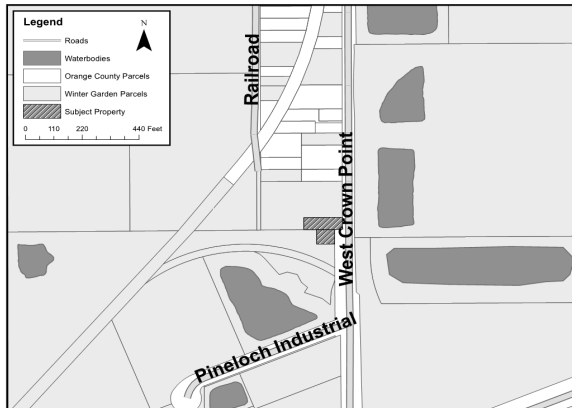 Legend
N
Roads
Waterbodies
Orange County Parcels
Winter Garden Parcels
Subject Property
0 110 220 440 Feet
Railroad
West Crown Point
Pineloch Industrial